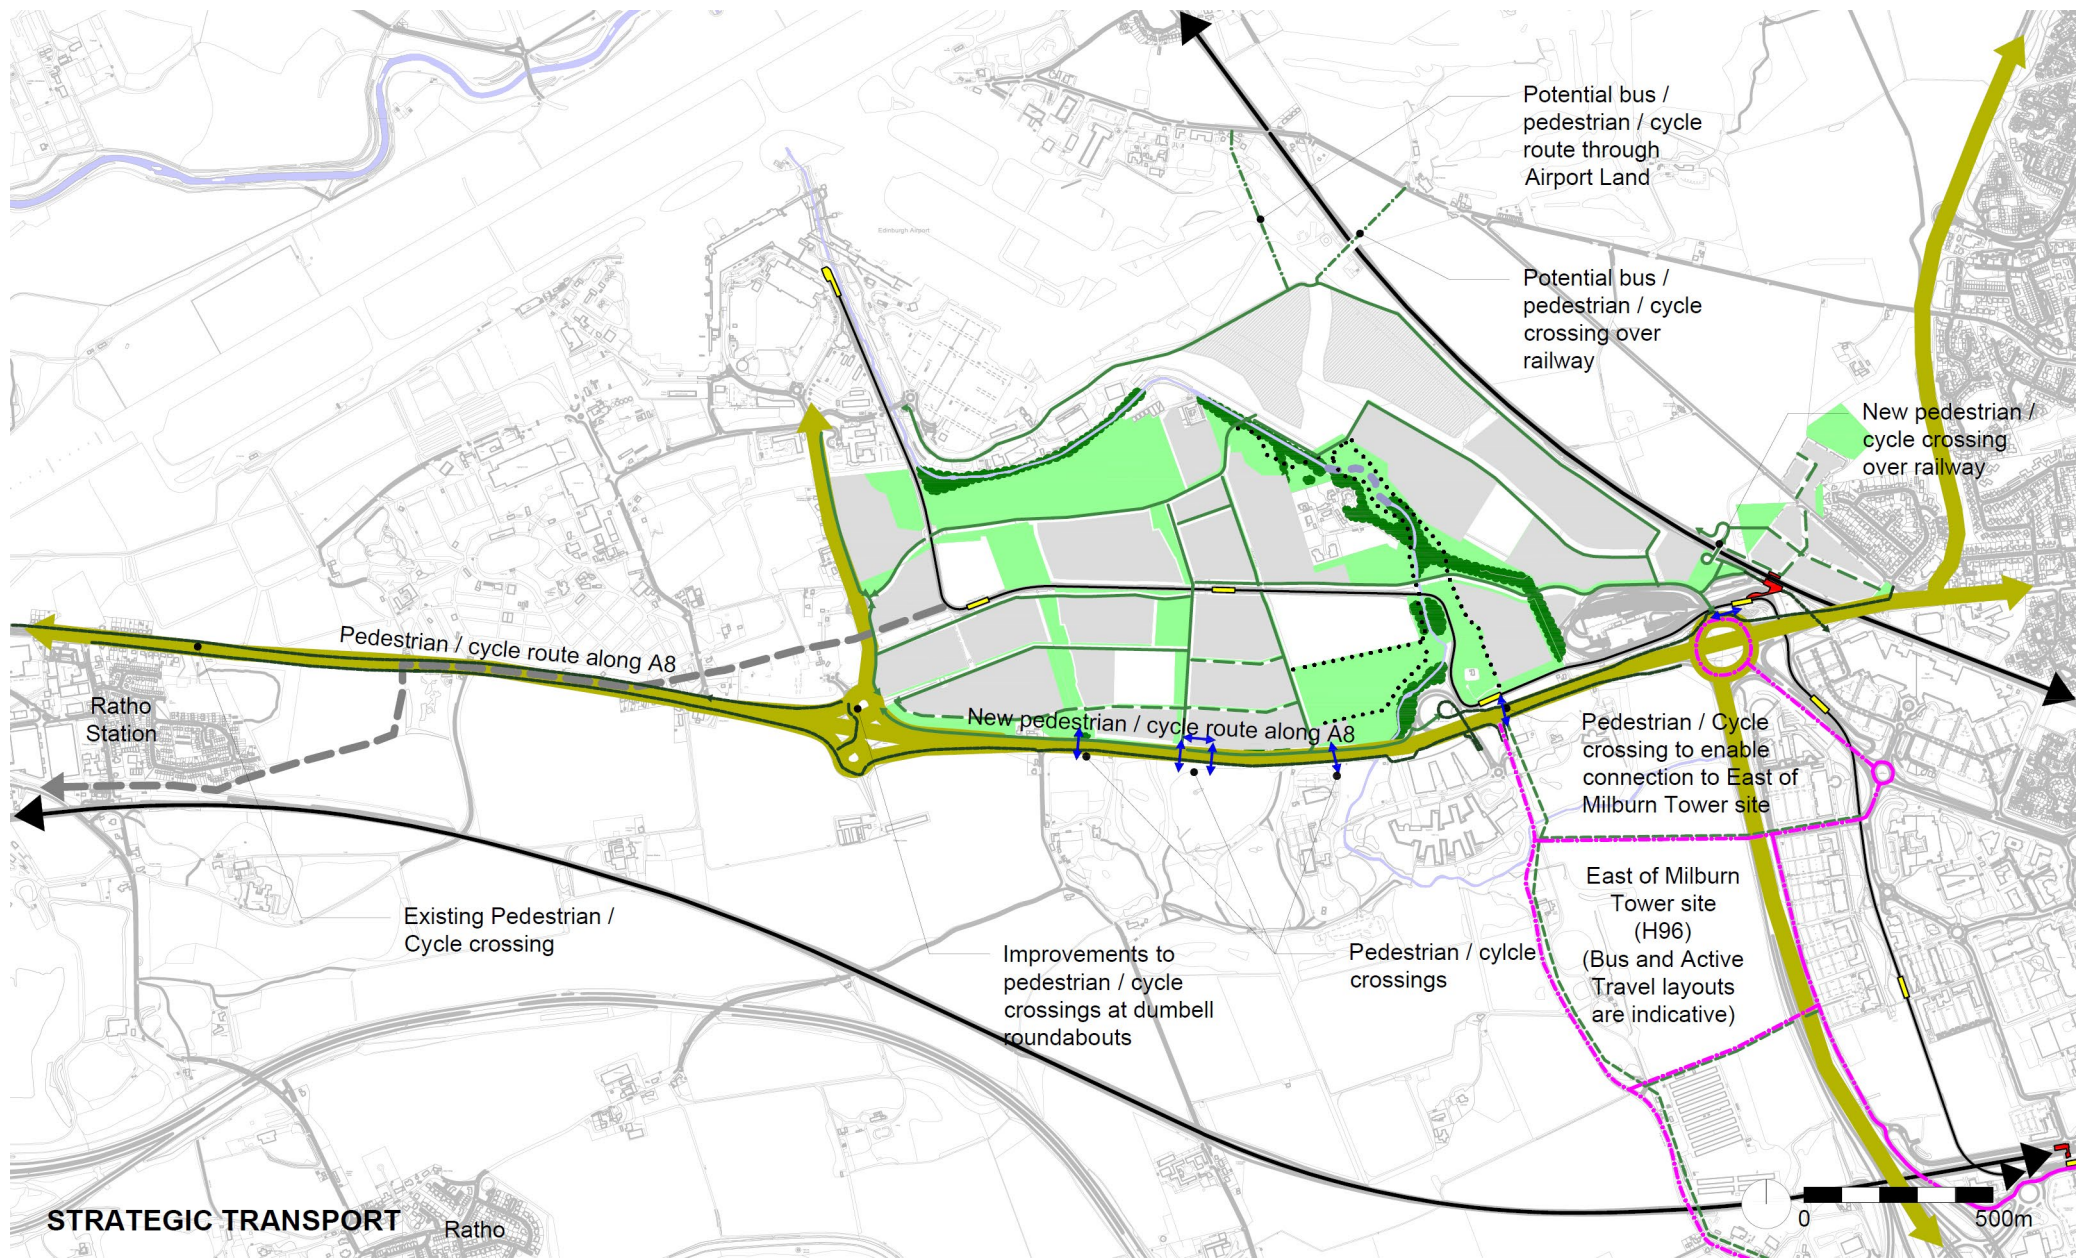 Potential bus /
pedestrian / cycle
route through
Airport Land
Edinburgh Airport
Potential bus /
pedestrian / cycle
crossing over
railway
New pedestrian /
cycle crossing
over railway
Pedestrian / cycle route along A8
Ratho
Station
New pedestrian / cycle route along A8
Pedestrian / Cycle
crossing to enable
connection to East of
Milburn Tower site
East of Milburn
Tower site
(H96)
(Bus and Active
Travel layouts
are indicative)
Existing Pedestrian /
Cycle crossing
Improvements to
pedestrian / cycle
crossings at dumbell
roundabouts
Pedestrian / cylcle
crossings
STRATEGIC TRANSPORT
Ratho
0
500m